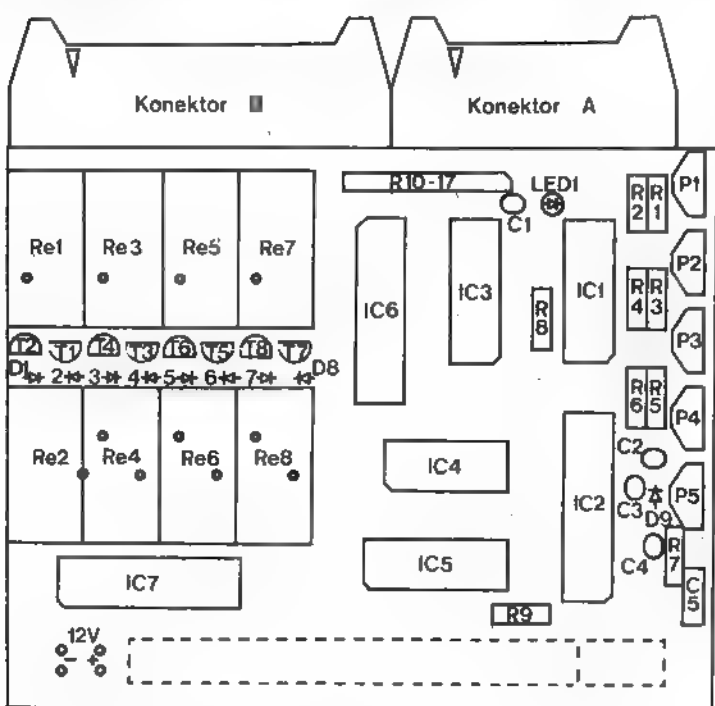 Konektor B
Konektor A
R10-17
LED1
C1
R2
R1
P1
Re1
Re3
Re5
Re7
IC6
IC3
R8
IC1
R4
R3
P2
P3
T2
T1
T4
T3
T6
T5
T8
T7
D1
2
3
4
5
6
7
D8
R6
R5
P4
Re2
Re4
Re6
Re8
IC4
IC2
C2
C3
D9
P5
IC7
IC5
C4
R7
C5
R9
12V
- +